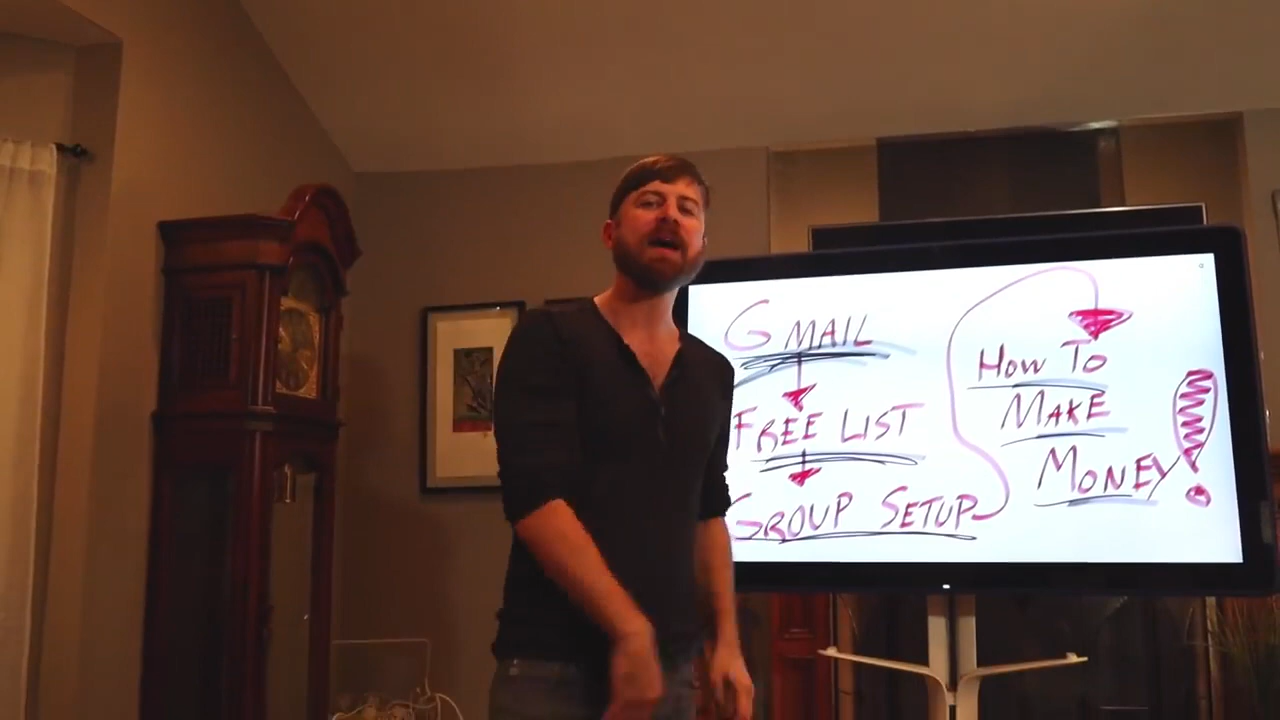 GMAIL
FREE LIST
GROUP SETUP
HOW TO
MAKE
MONEY!